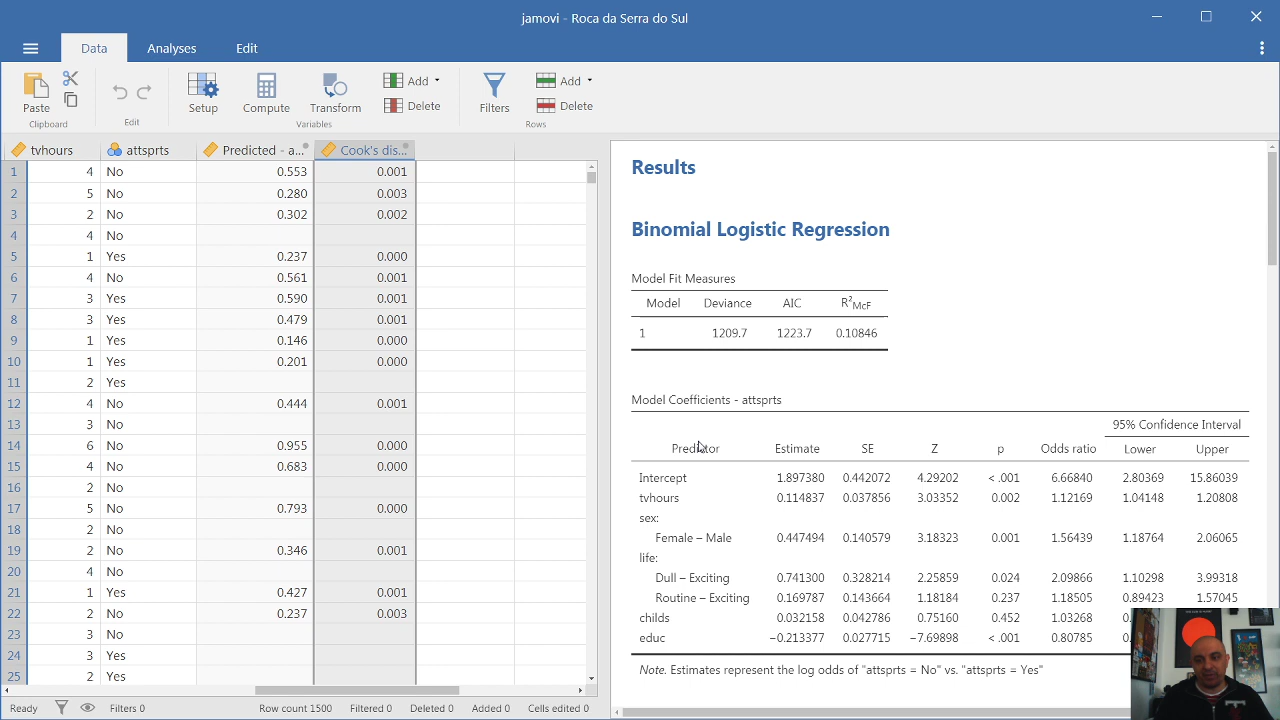 jamovi - Roca da Serra do Sul
Data Analyses Edit
Paste Setup Compute Transform Add Delete Filters Add Delete
Clipboard Edit Variables Rows
tvhours attsprts Predicted - a... Cook's dis...
1 4 No 0.553 0.001
2 5 No 0.280 0.003
3 2 No 0.302 0.002
4 4 No
5 1 Yes 0.237 0.000
6 4 No 0.561 0.001
7 3 Yes 0.590 0.001
8 3 Yes 0.479 0.001
9 1 Yes 0.146 0.000
10 1 Yes 0.201 0.000
11 2 Yes
12 4 No 0.444 0.001
13 3 No
14 6 No 0.955 0.000
15 4 No 0.683 0.000
16 2 No
17 5 No 0.793 0.000
18 2 No
19 2 No 0.346 0.001
20 4 No
21 1 Yes 0.427 0.001
22 2 No 0.237 0.003
23 3 No
24 3 Yes
25 2 Yes
Ready Filters 0 Row count 1500 Filtered 0 Deleted 0 Added 0 Cells edited 0
Results
Binomial Logistic Regression
Model Fit Measures
Model Deviance AIC R²McF
1 1209.7 1223.7 0.10846
Model Coefficients - attsprts
95% Confidence Interval
Predictor Estimate SE Z p Odds ratio Lower Upper
Intercept 1.897380 0.442072 4.29202 < .001 6.66840 2.80369 15.86039
tvhours 0.114837 0.037856 3.03352 0.002 1.12169 1.04148 1.20808
sex:
Female – Male 0.447494 0.140579 3.18323 0.001 1.56439 1.18764 2.06065
life:
Dull – Exciting 0.741300 0.328214 2.25859 0.024 2.09866 1.10298 3.99318
Routine – Exciting 0.169787 0.143664 1.18184 0.237 1.18505 0.89423 1.57045
childs 0.032158 0.042786 0.75160 0.452 1.03268
educ −0.213377 0.027715 −7.69898 < .001 0.80785
Note. Estimates represent the log odds of "attsprts = No" vs. "attsprts = Yes"